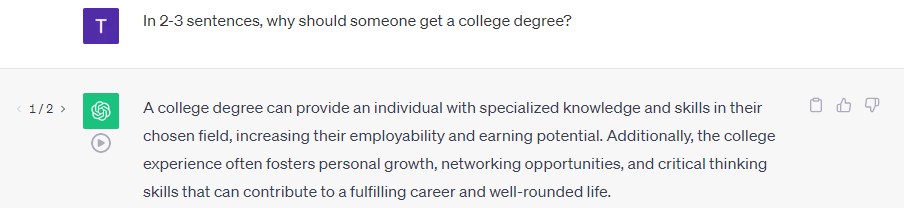 T
In 2-3 sentences, why should someone get a college degree?
1 / 2
A college degree can provide an individual with specialized knowledge and skills in their
chosen field, increasing their employability and earning potential. Additionally, the college
experience often fosters personal growth, networking opportunities, and critical thinking
skills that can contribute to a fulfilling career and well-rounded life.